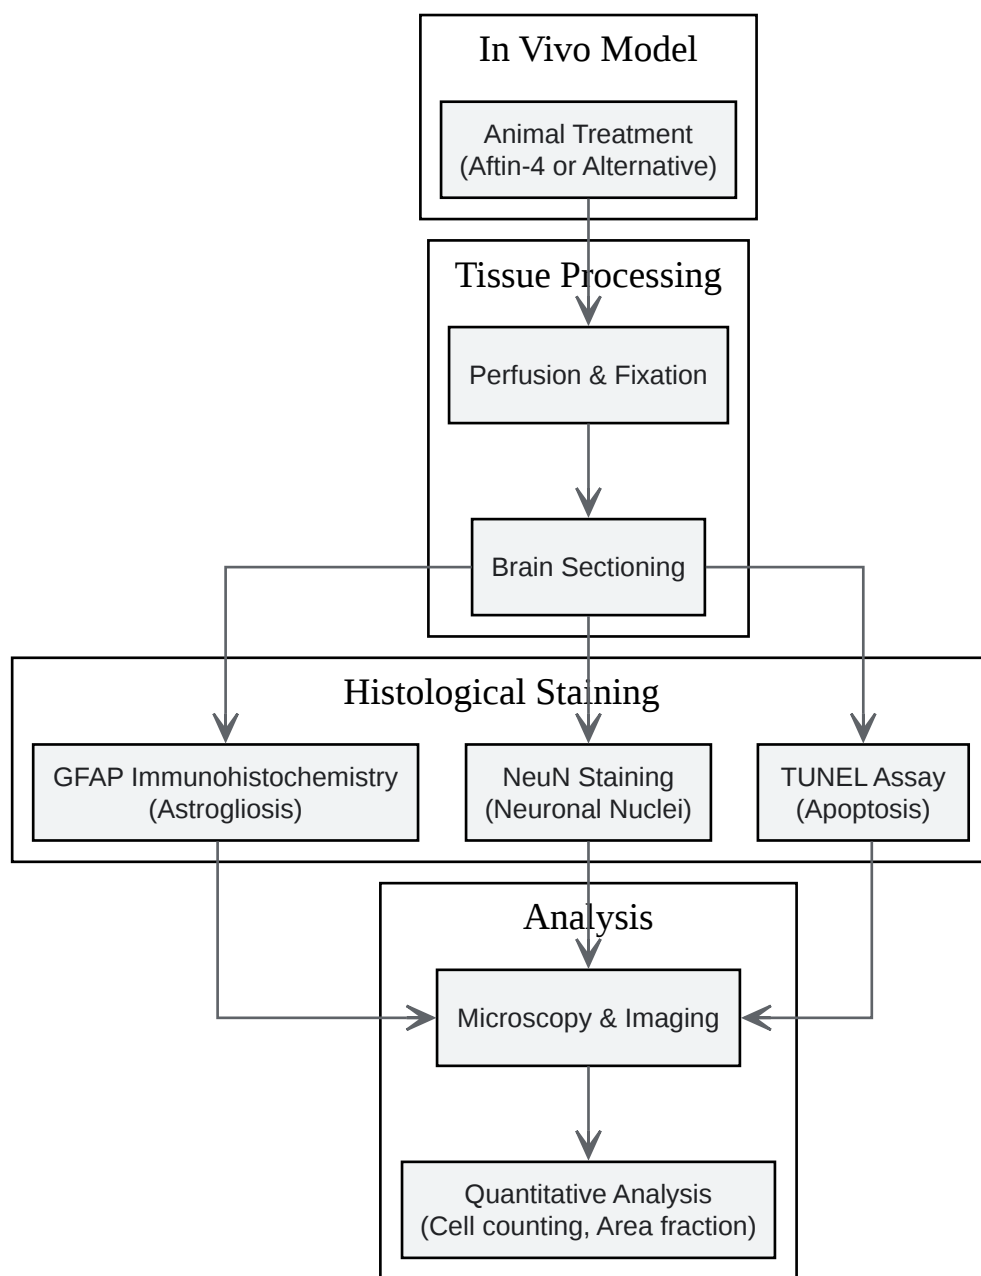 In Vivo Model
Animal Treatment
(Aftin-4 or Alternative)
Tissue Processing
Perfusion & Fixation
Brain Sectioning
Histological Staining
GFAP Immunohistochemistry
(Astrogliosis)
NeuN Staining
(Neuronal Nuclei)
TUNEL Assay
(Apoptosis)
Analysis
Microscopy & Imaging
Quantitative Analysis
(Cell counting, Area fraction)